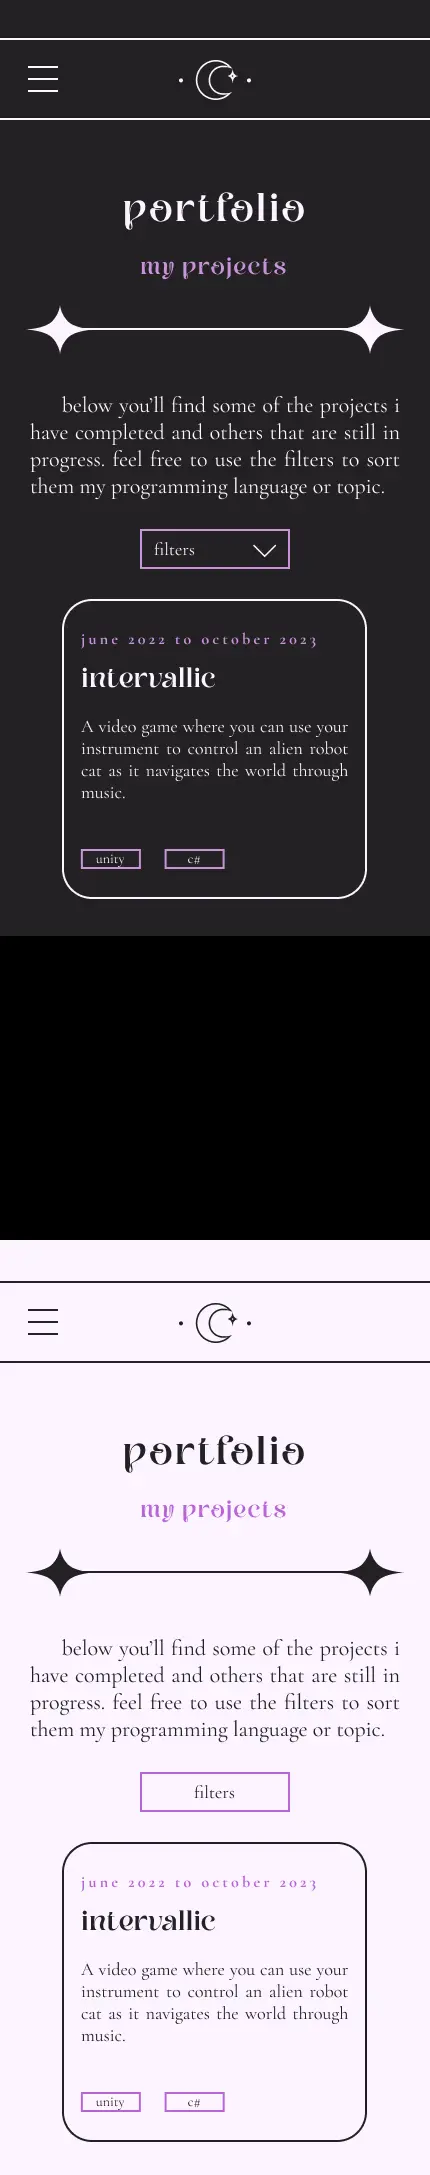 portfolio
my projects
below you’ll find some of the projects i
have completed and others that are still in
progress. feel free to use the filters to sort
them my programming language or topic.
filters
june 2022 to october 2023
intervallic
A video game where you can use your
instrument to control an alien robot
cat as it navigates the world through
music.
unity c#
portfolio
my projects
below you’ll find some of the projects i
have completed and others that are still in
progress. feel free to use the filters to sort
them my programming language or topic.
filters
june 2022 to october 2023
intervallic
A video game where you can use your
instrument to control an alien robot
cat as it navigates the world through
music.
unity c#